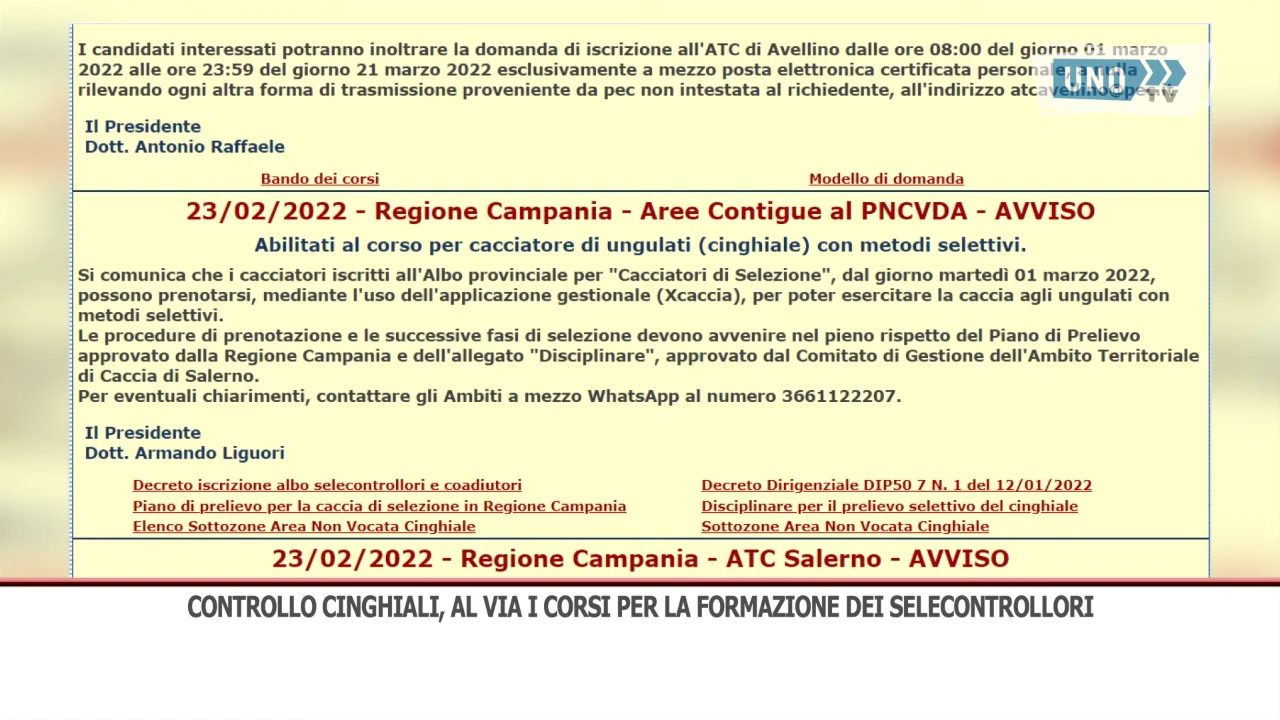 I candidati interessati potranno inoltrare la domanda di iscrizione all'ATC di Avellino dalle ore 08:00 del giorno 01 marzo
2022 alle ore 23:59 del giorno 21 marzo 2022 esclusivamente a mezzo posta elettronica certificata personale, a nulla
rilevando ogni altra forma di trasmissione proveniente da pec non intestata al richiedente, all'indirizzo
UNO
TV
Il Presidente
Dott. Antonio Raffaele
Bando dei corsi
Modello di domanda
23/02/2022 - Regione Campania - Aree Contigue al PNCVDA - AVVISO
Abilitati al corso per cacciatore di ungulati (cinghiale) con metodi selettivi.
Si comunica che i cacciatori iscritti all'Albo provinciale per "Cacciatori di Selezione", dal giorno martedì 01 marzo 2022,
possono prenotarsi, mediante l'uso dell'applicazione gestionale (Xcaccia), per poter esercitare la caccia agli ungulati con
metodi selettivi.
Le procedure di prenotazione e le successive fasi di selezione devono avvenire nel pieno rispetto del Piano di Prelievo
approvato dalla Regione Campania e dell'allegato "Disciplinare", approvato dal Comitato di Gestione dell'Ambito Territoriale
di Caccia di Salerno.
Per eventuali chiarimenti, contattare gli Ambiti a mezzo WhatsApp al numero 3661122207.
Il Presidente
Dott. Armando Liguori
Decreto iscrizione albo selecontrollori e coadiutori
Decreto Dirigenziale DIP50 7 N. 1 del 12/01/2022
Piano di prelievo per la caccia di selezione in Regione Campania
Disciplinare per il prelievo selettivo del cinghiale
Elenco Sottozone Area Non Vocata Cinghiale
Sottozone Area Non Vocata Cinghiale
23/02/2022 - Regione Campania - ATC Salerno - AVVISO
CONTROLLO CINGHIALI, AL VIA I CORSI PER LA FORMAZIONE DEI SELECONTROLLORI